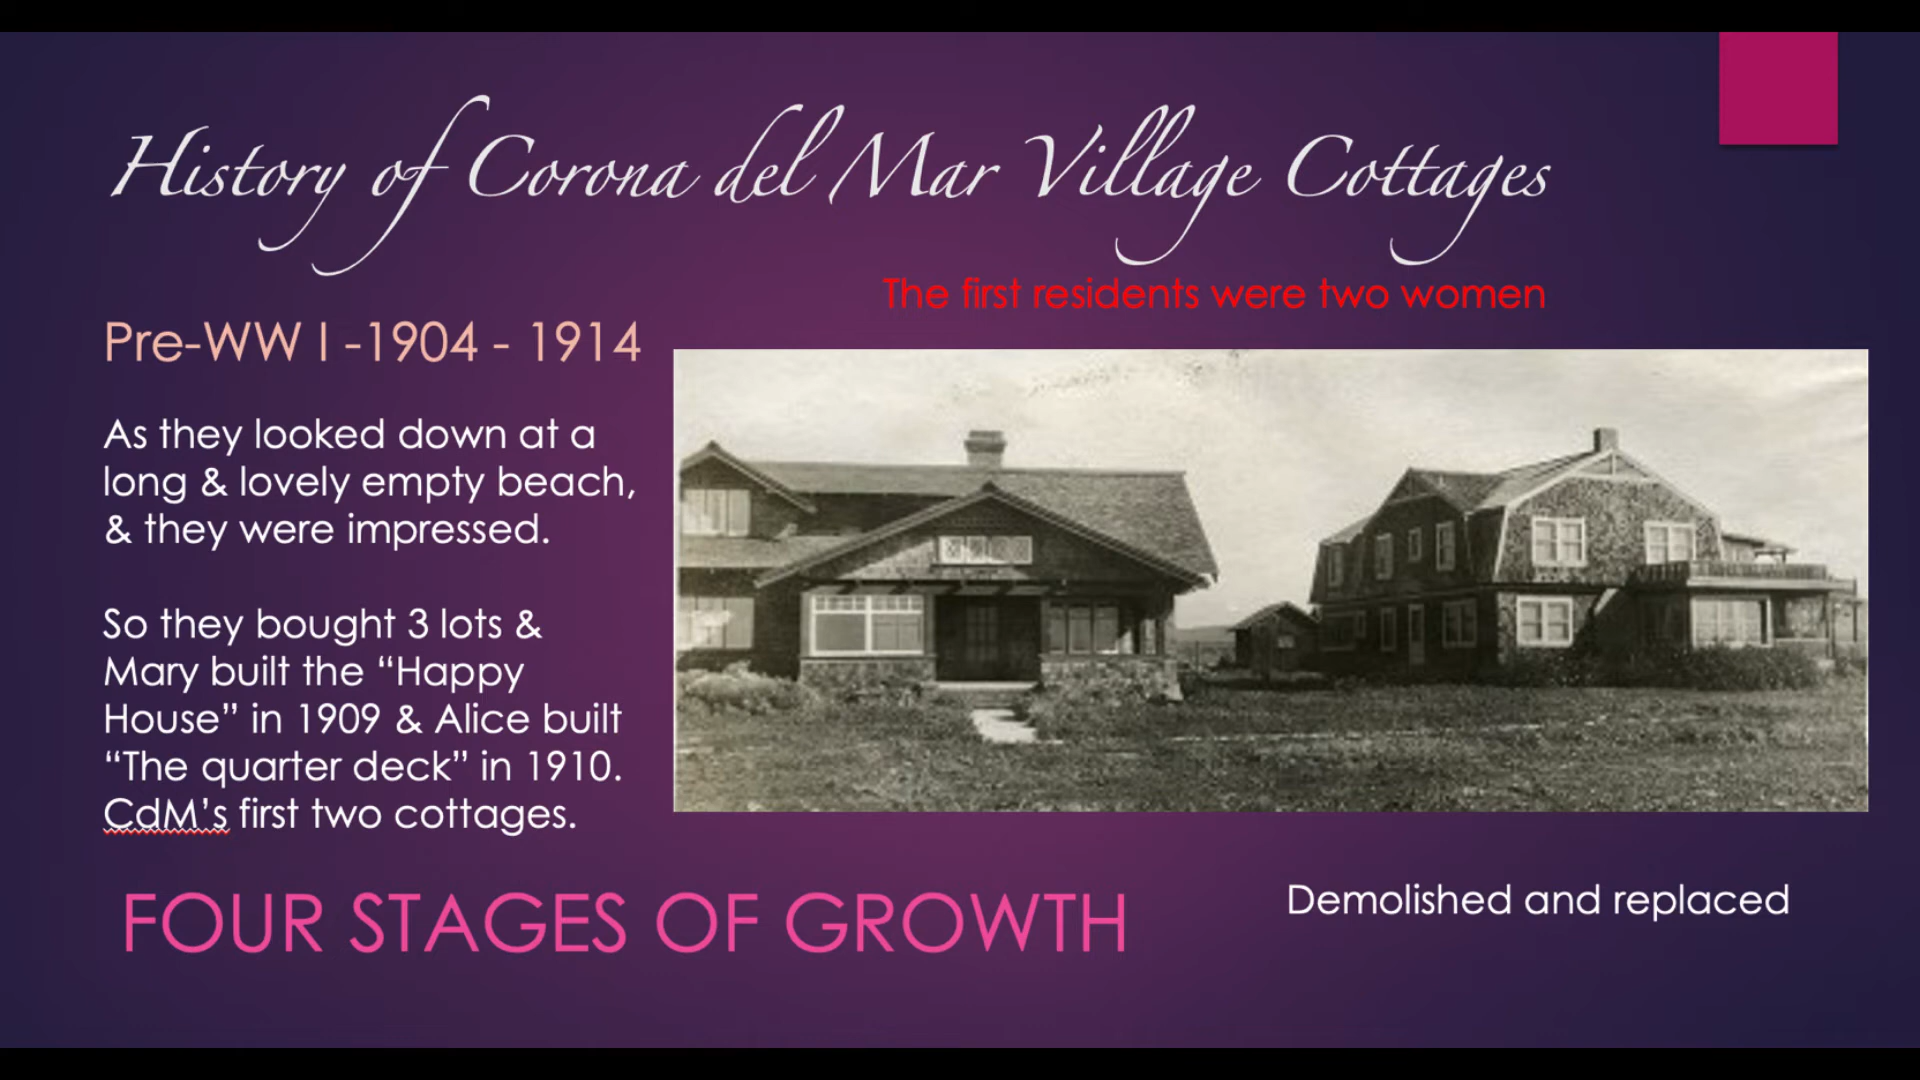 History of Corona del Mar Village Cottages
The first residents were two women
Pre-WW I -1904 - 1914
As they looked down at a
long & lovely empty beach,
& they were impressed.
So they bought 3 lots &
Mary built the “Happy
House” in 1909 & Alice built
“The quarter deck” in 1910.
CdM’s first two cottages.
FOUR STAGES OF GROWTH
Demolished and replaced